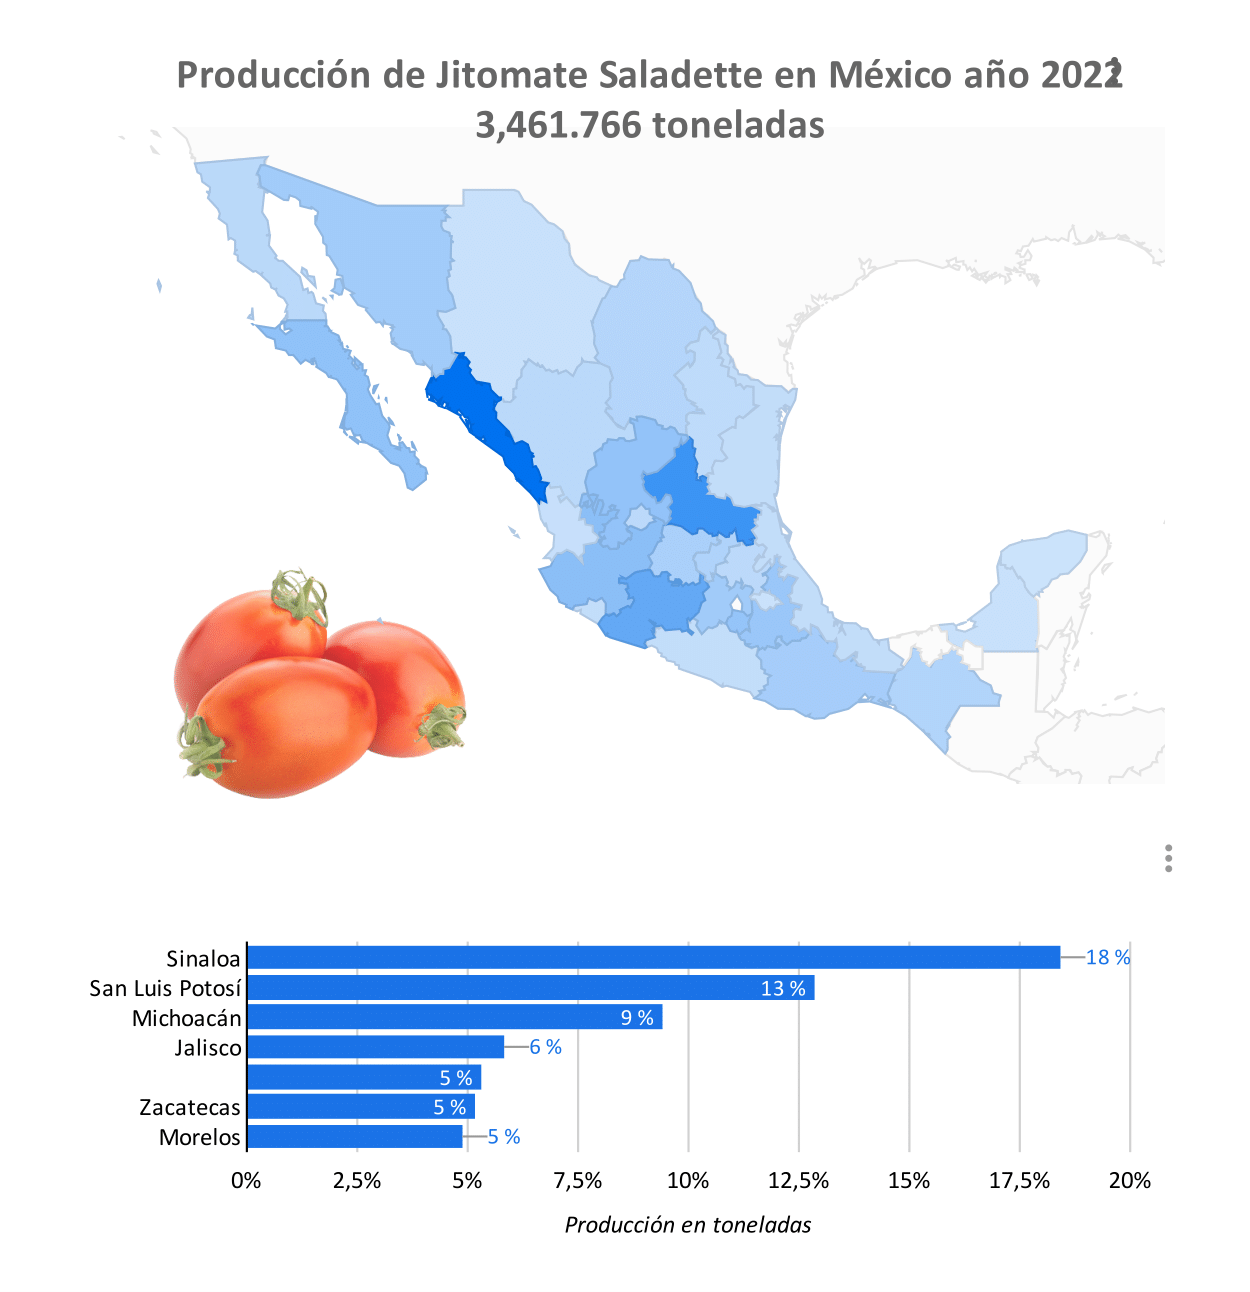 Producción de Jitomate Saladette en México año 2022
3,461.766 toneladas
Sinaloa
18 %
San Luis Potosí
13 %
Michoacán
9 %
Jalisco
6 %
5 %
Zacatecas
5 %
Morelos
5 %
0% 2,5% 5% 7,5% 10% 12,5% 15% 17,5% 20%
Producción en toneladas